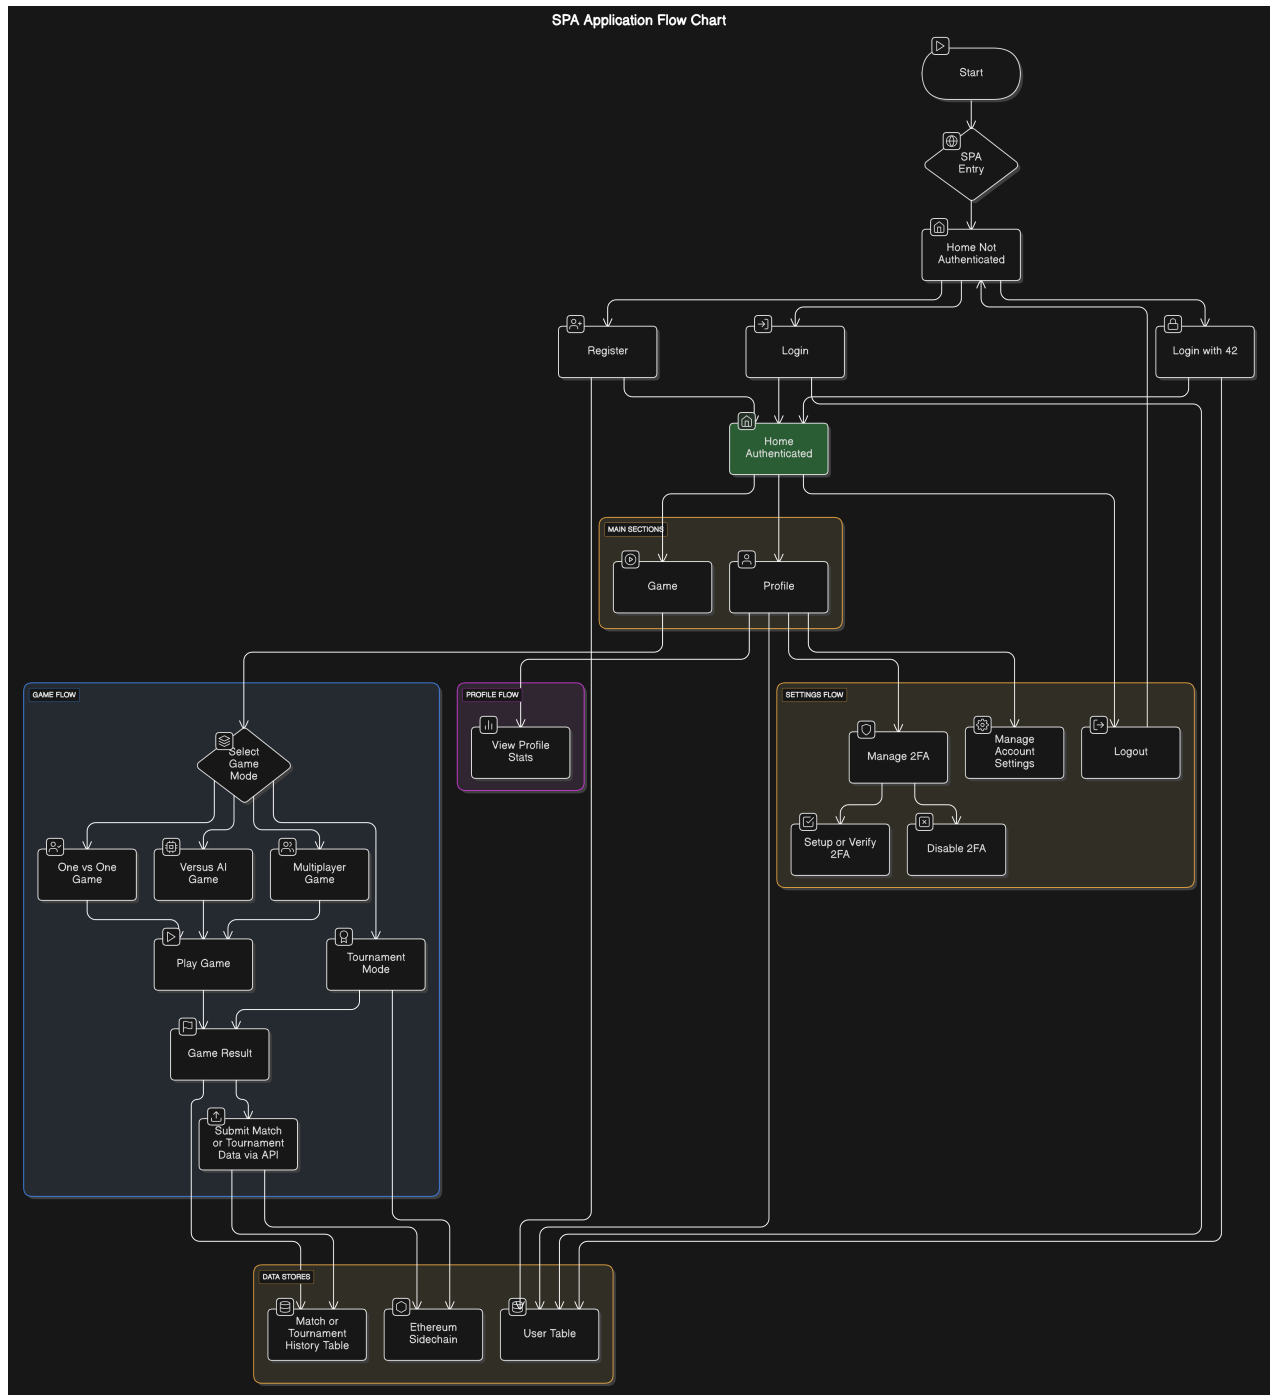 SPA Application Flow Chart
Start
SPA
Entry
Home Not
Authenticated
Register
Login
Login with 42
Home
Authenticated
MAIN SECTIONS
Game
Profile
GAME FLOW
PROFILE FLOW
SETTINGS FLOW
Select
Game
Mode
View Profile
Stats
Manage 2FA
Manage
Account
Settings
Logout
One vs One
Game
Versus AI
Game
Multiplayer
Game
Setup or Verify
2FA
Disable 2FA
Play Game
Tournament
Mode
Game Result
Submit Match
or Tournament
Data via API
DATA STORES
Match or
Tournament
History Table
Ethereum
Sidechain
User Table